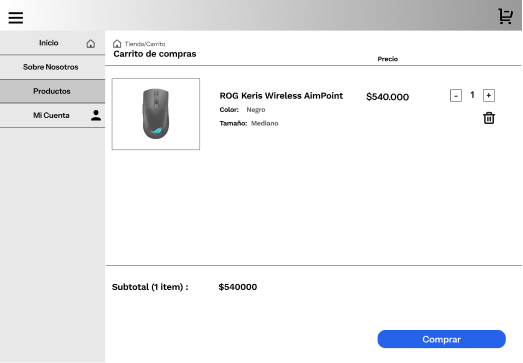 Inicio
Sobre Nosotros
Productos
Mi Cuenta
Tienda/Carrito
Carrito de compras
Precio
ROG Keris Wireless AimPoint
$540.000
- 1 +
Color: Negro
Tamaño: Mediano
Subtotal (1 item) : $540000
Comprar